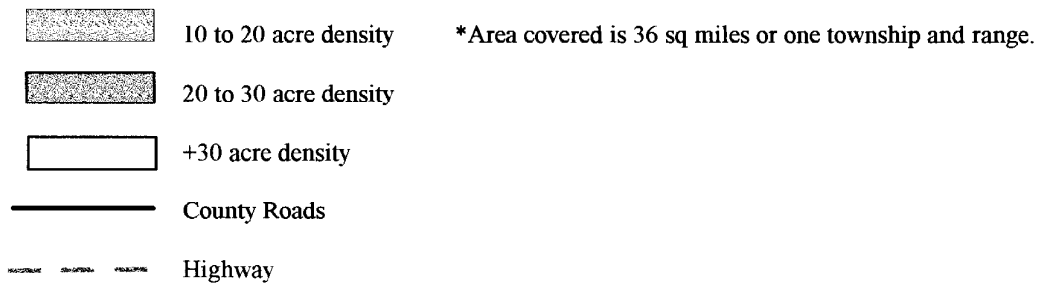 10 to 20 acre density
*Area covered is 36 sq miles or one township and range.
20 to 30 acre density
+30 acre density
County Roads
Highway